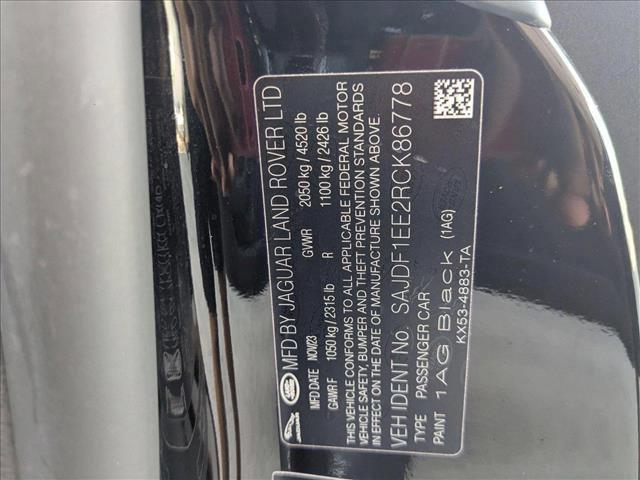 MFD BY JAGUAR LAND ROVER LTD
MFD DATE NOV/23 GVWR 2050 kg / 4520 lb
GAWR F 1050 kg / 2315 lb R 1100 kg / 2426 lb
THIS VEHICLE CONFORMS TO ALL APPLICABLE FEDERAL MOTOR
VEHICLE SAFETY, BUMPER AND THEFT PREVENTION STANDARDS
IN EFFECT ON THE DATE OF MANUFACTURE SHOWN ABOVE.
VEH IDENT No. SAJDF1EE2RCK86778
TYPE PASSENGER CAR
PAINT 1AG Black (1AG)
KX53-4883-TA
JAGUAR